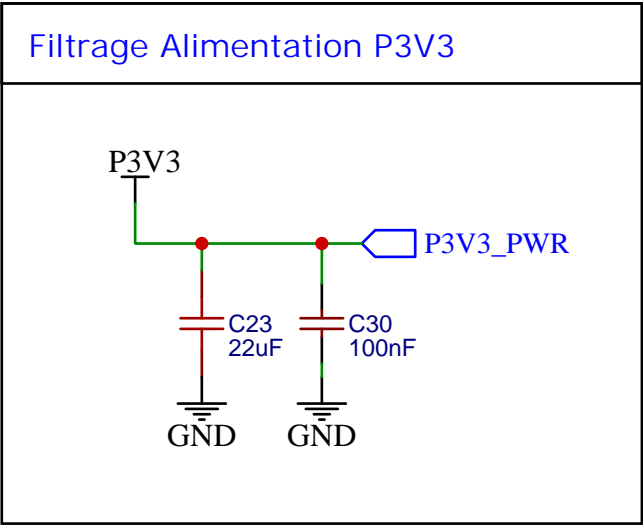 Filtrage Alimentation P3V3
P3V3
P3V3_PWR
C23
22uF
C30
100nF
GND
GND